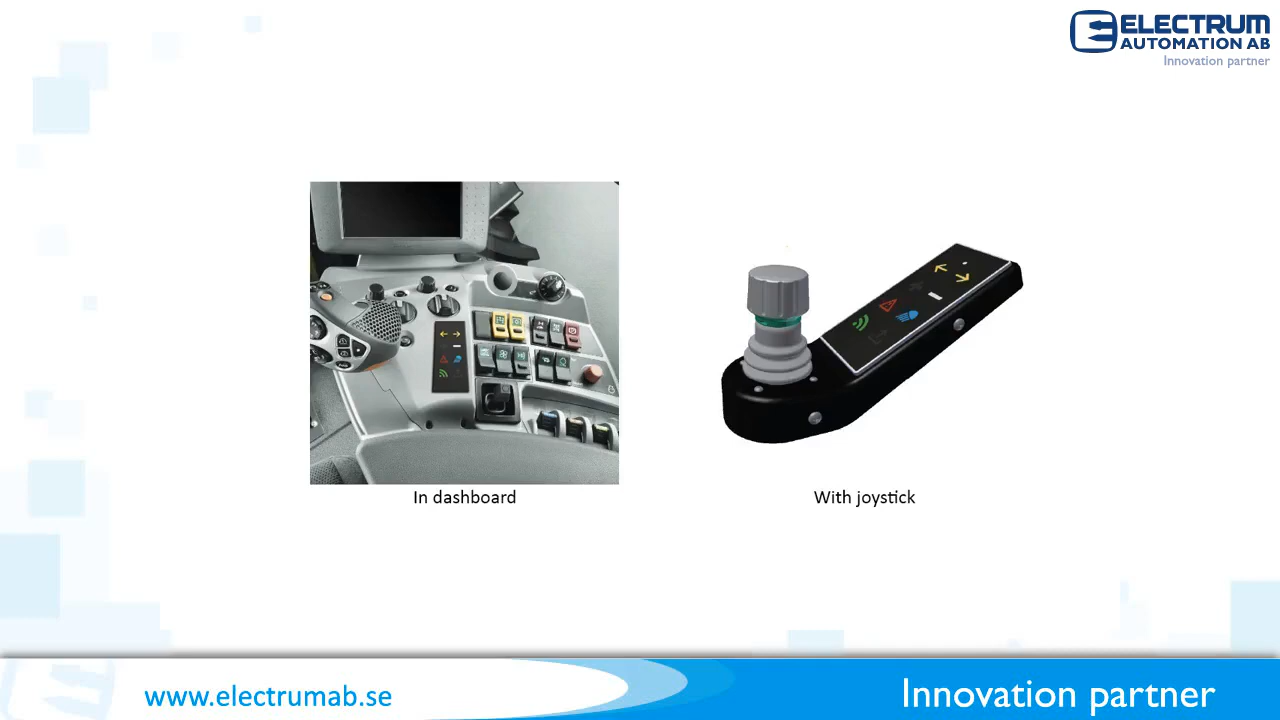 ELECTRUM
AUTOMATION AB
Innovation partner
In dashboard
With joystick
www.electrumab.se
Innovation partner